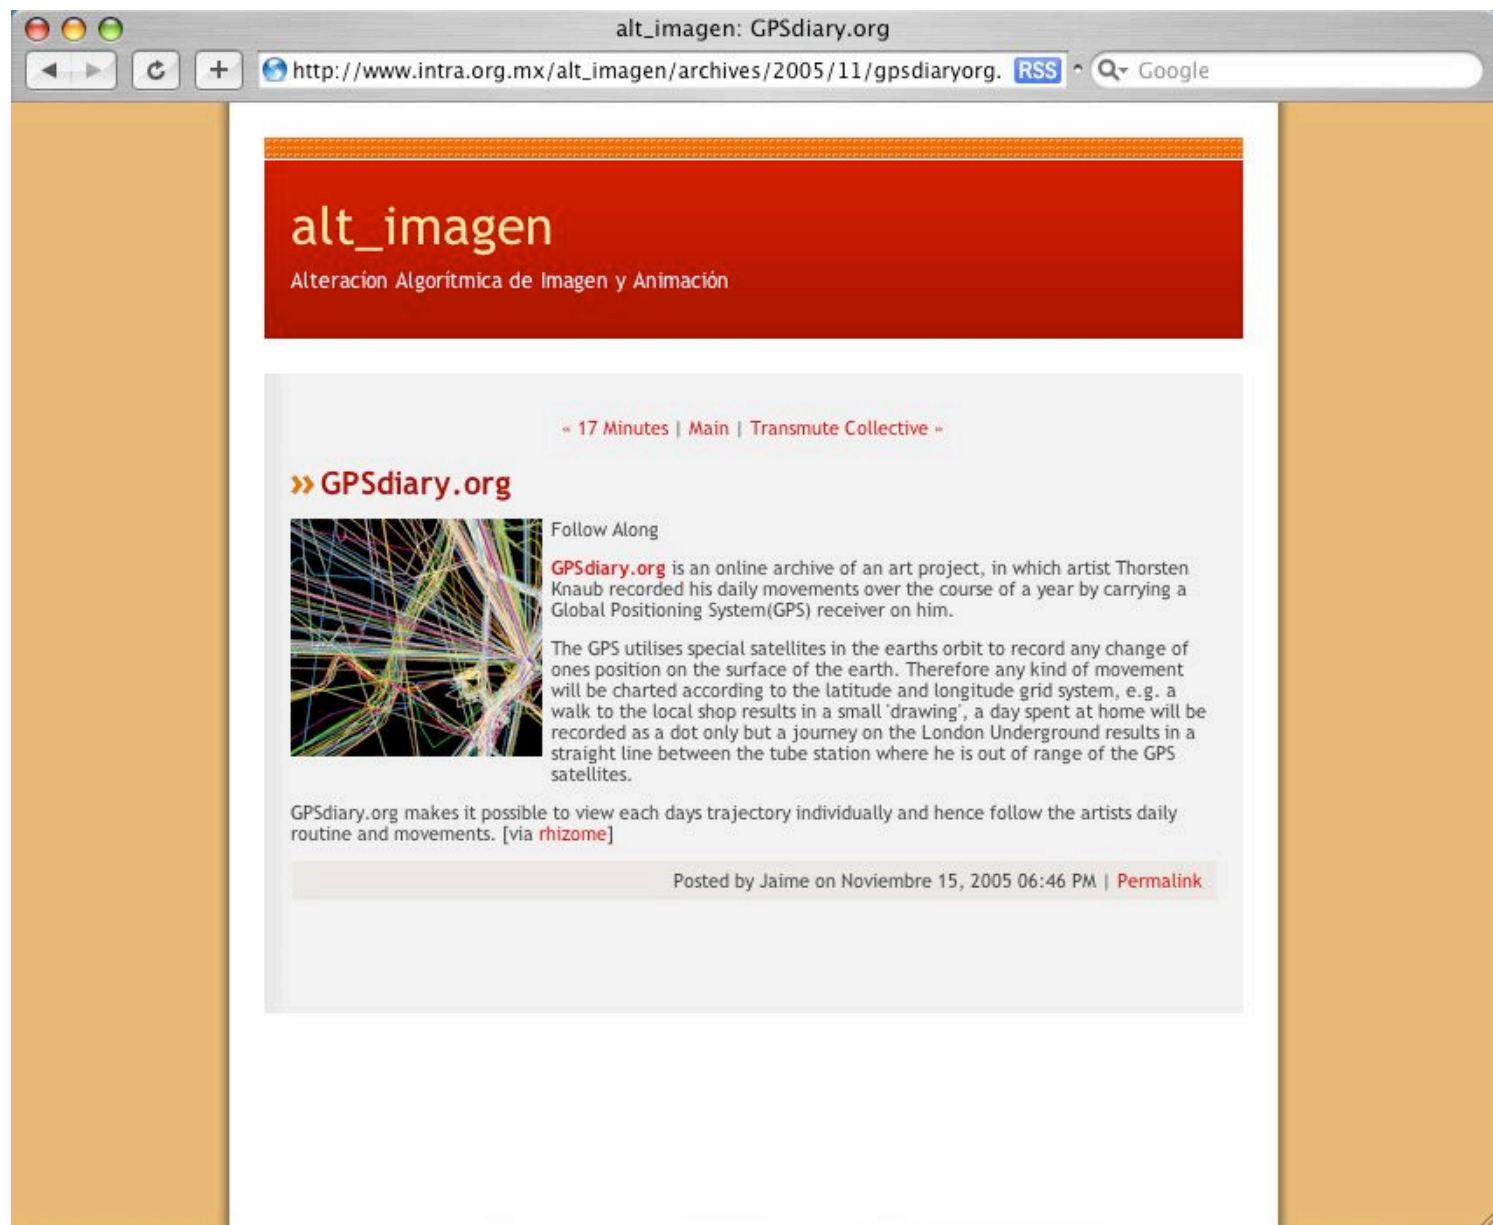 alt_imagen: GPSdiary.org
http://www.intra.org.mx/alt_imagen/archives/2005/11/gpsdiaryorg. RSS Google
alt_imagen
Alteracíon Algorítmica de Imagen y Animación
« 17 Minutes | Main | Transmute Collective »
›› GPSdiary.org
Follow Along
GPSdiary.org is an online archive of an art project, in which artist Thorsten
Knaub recorded his daily movements over the course of a year by carrying a
Global Positioning System(GPS) receiver on him.
The GPS utilises special satellites in the earths orbit to record any change of
ones position on the surface of the earth. Therefore any kind of movement
will be charted according to the latitude and longitude grid system, e.g. a
walk to the local shop results in a small 'drawing', a day spent at home will be
recorded as a dot only but a journey on the London Underground results in a
straight line between the tube station where he is out of range of the GPS
satellites.
GPSdiary.org makes it possible to view each days trajectory individually and hence follow the artists daily
routine and movements. [via rhizome]
Posted by Jaime on Noviembre 15, 2005 06:46 PM | Permalink